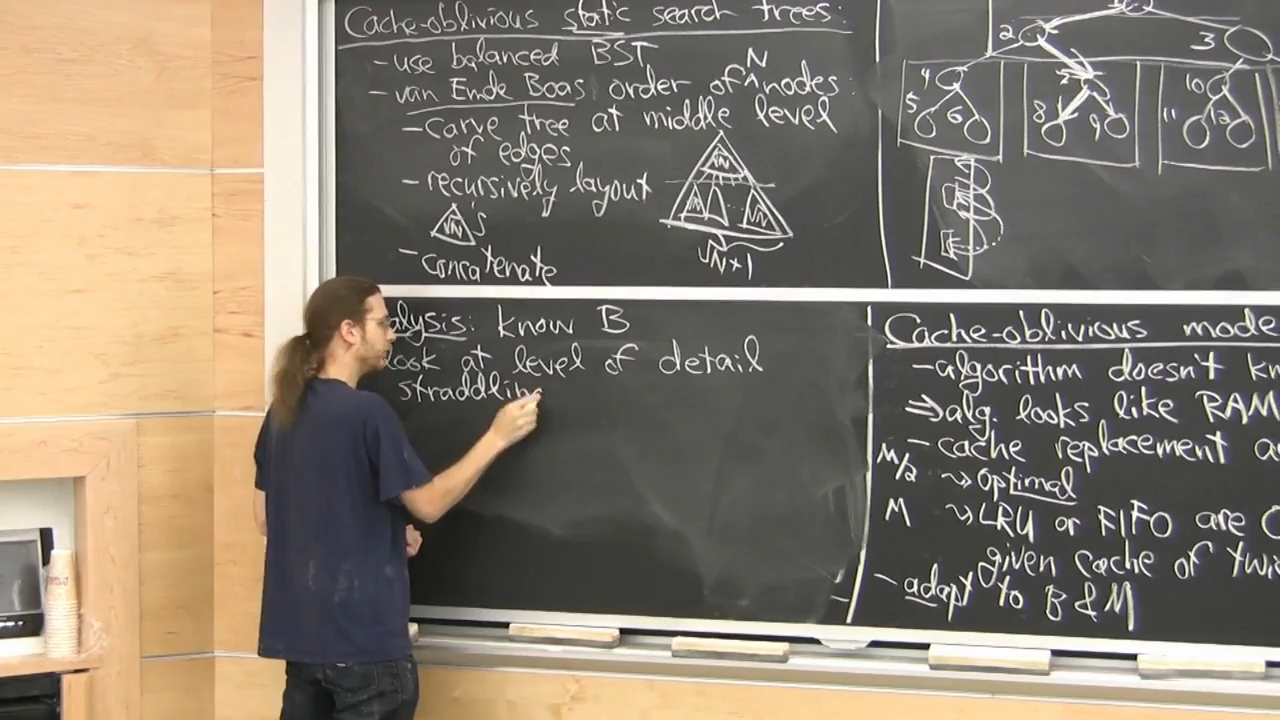 Cache-oblivious static search trees:
- use balanced BST
- van Emde Boas order of N nodes:
- carve tree at middle level
of edges
- recursively layout
√N 's
- concatenate
√N
√N
√N+1
1
2
3
4
5
6
7
8
9
10
11
12
alysis: know B
look at level of detail
straddlin
Cache-oblivious mode
- algorithm doesn't kn
⇒ alg. looks like RAM
- cache replacement a
M/2 ⇝ optimal
M ⇝ LRU or FIFO are
given cache of twi
- adapt to B & M